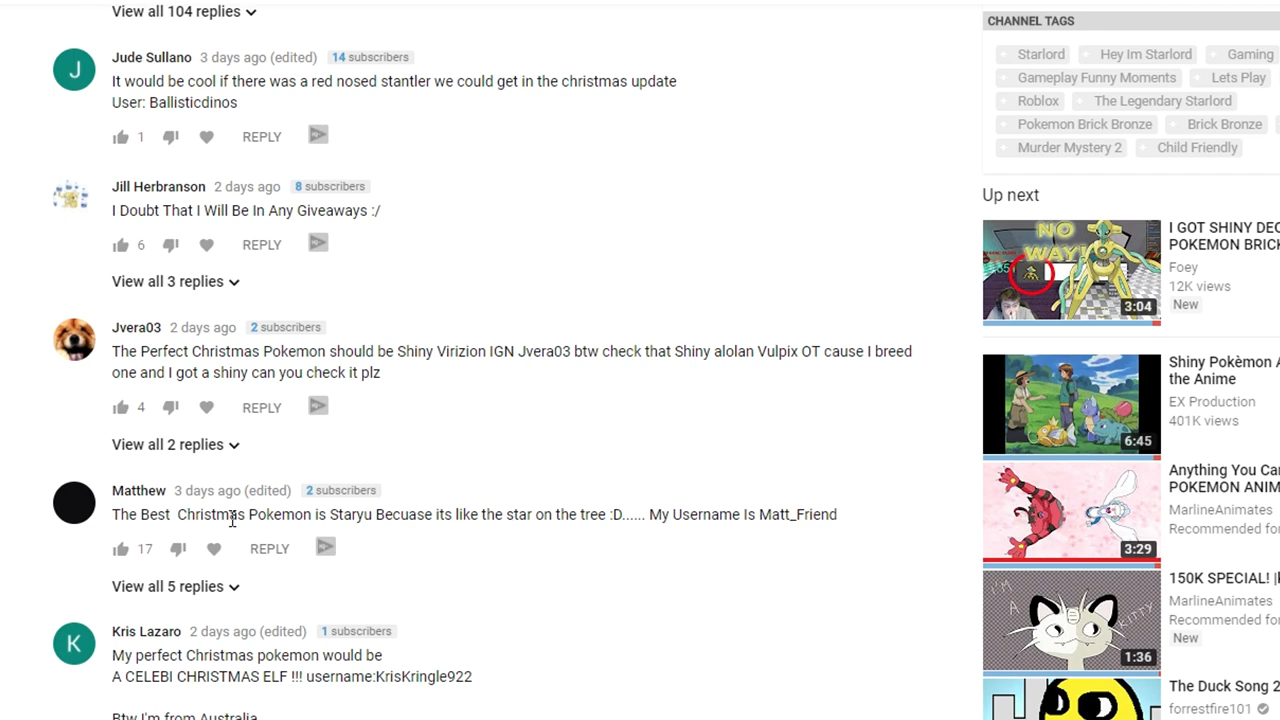 View all 104 replies
Jude Sullano 3 days ago (edited) 14 subscribers
It would be cool if there was a red nosed stantler we could get in the christmas update
User: Ballisticdinos
1 REPLY
Jill Herbranson 2 days ago 8 subscribers
I Doubt That I Will Be In Any Giveaways :/
6 REPLY
View all 3 replies
Jvera03 2 days ago 2 subscribers
The Perfect Christmas Pokemon should be Shiny Virizion IGN Jvera03 btw check that Shiny alolan Vulpix OT cause I breed
one and I got a shiny can you check it plz
4 REPLY
View all 2 replies
Matthew 3 days ago (edited) 2 subscribers
The Best Christmas Pokemon is Staryu Becuase its like the star on the tree :D...... My Username Is Matt_Friend
17 REPLY
View all 5 replies
Kris Lazaro 2 days ago (edited) 1 subscribers
My perfect Christmas pokemon would be
A CELEBI CHRISTMAS ELF !!! username:KrisKringle922
Btw I'm from Australia
CHANNEL TAGS
Starlord Hey Im Starlord Gaming
Gameplay Funny Moments Lets Play
Roblox The Legendary Starlord
Pokemon Brick Bronze Brick Bronze
Murder Mystery 2 Child Friendly
Up next
NO
WAY!
3:04
I GOT SHINY DEO
POKEMON BRICK
Foey
12K views
New
6:45
Shiny Pokèmon A
the Anime
EX Production
401K views
3:29
Anything You Can
POKEMON ANIM
MarlineAnimates
Recommended for
I'M
A
KITTY
1:36
150K SPECIAL! |
MarlineAnimates
Recommended for
New
The Duck Song 2
forrestfire101